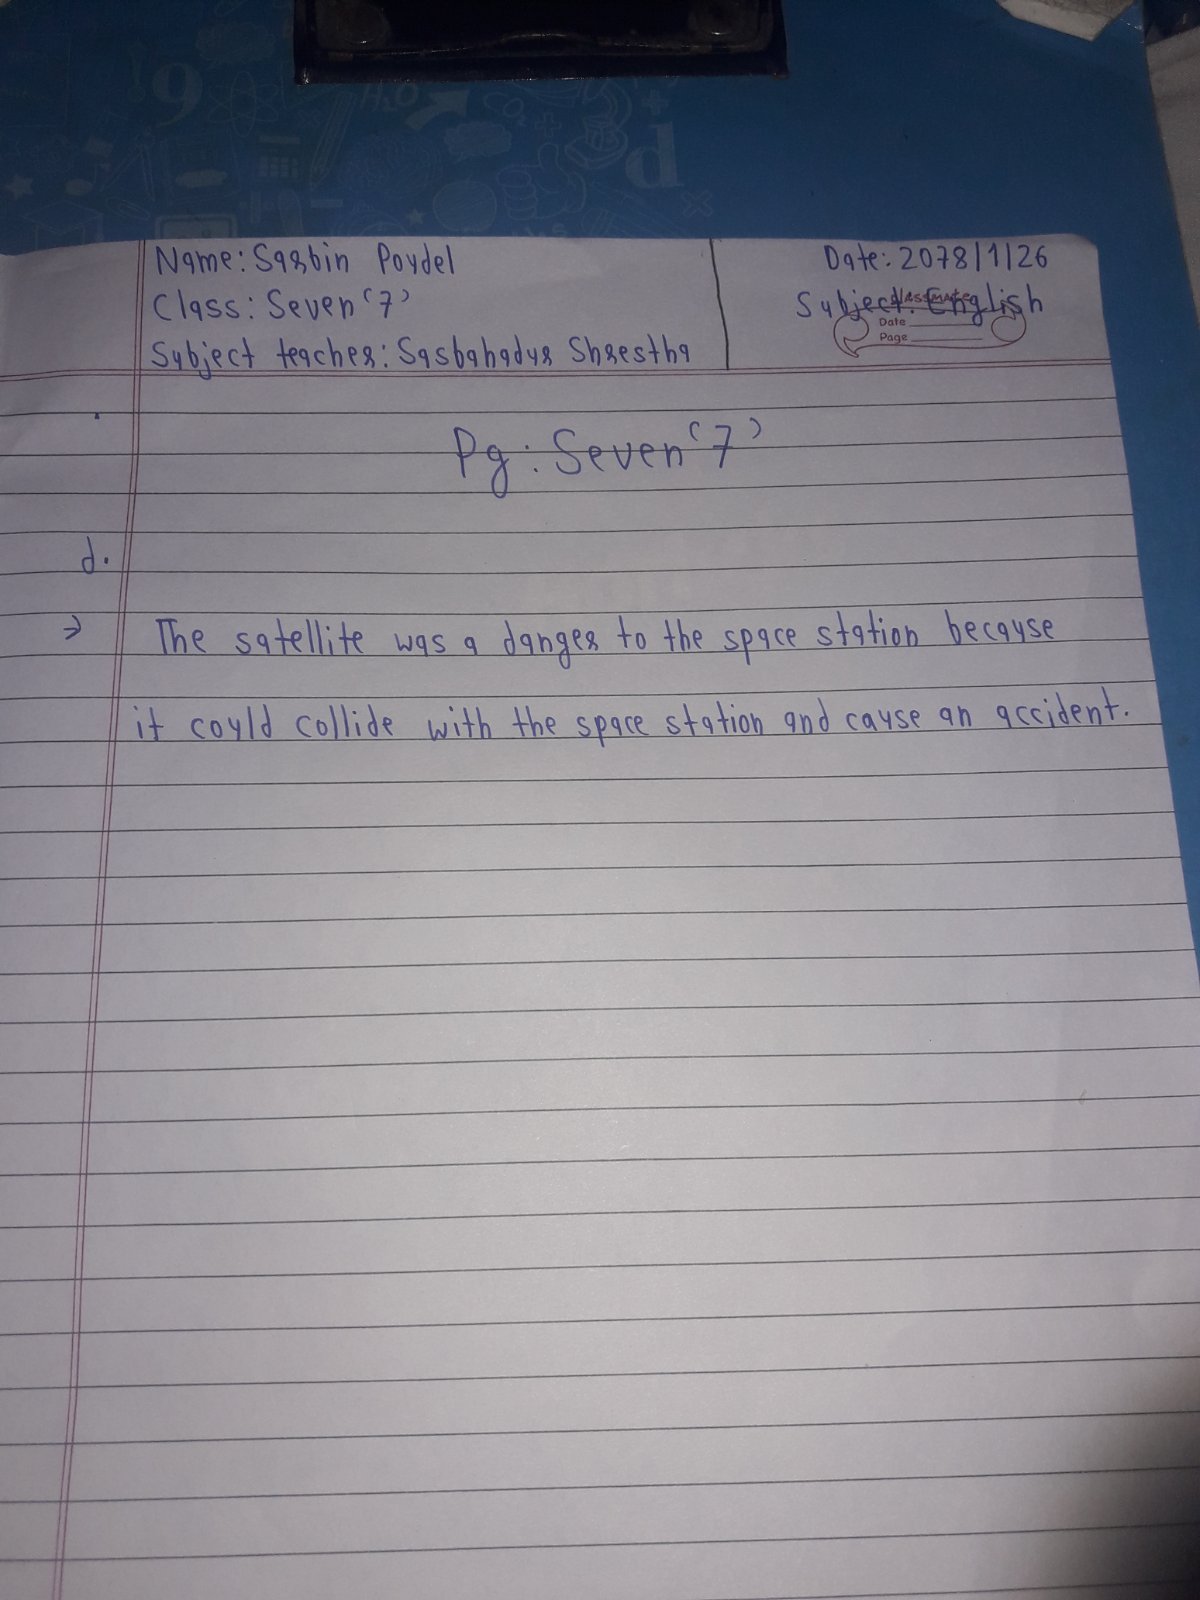 Name: Sarbin Poudel
Date: 2078/1/26
Class: Seven '7'
Subject: English
classmate
Date
Page
Subject teacher: Sarbahadur Shrestha
Pg: Seven '7'
d.
→ The satellite was a danger to the space station because
it could collide with the space station and cause an accident.